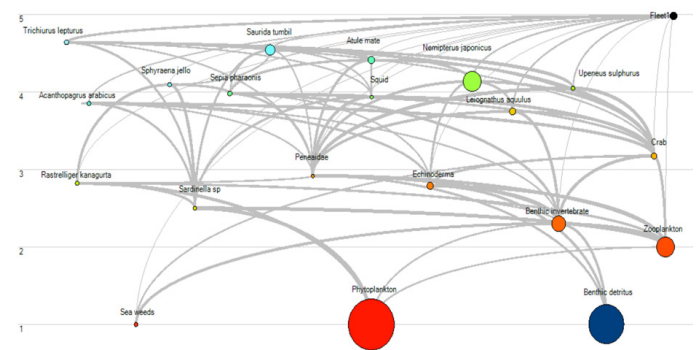 5
Fleet1
Trichiurus lepturus
Saurida tumbil
Atule mate
Nemipterus japonicus
Sphyraena jello
Sepia pharaonis
Squid
Upeneus sulphurus
4
Acanthopagrus arabicus
Leiognathus aqulus
Crab
Penaeidae
3
Rastrelliger kanagurta
Sardinella sp
Echinoderms
Benthic invertebrate
Zooplankton
2
Phytoplankton
Benthic detritus
Sea weeds
1